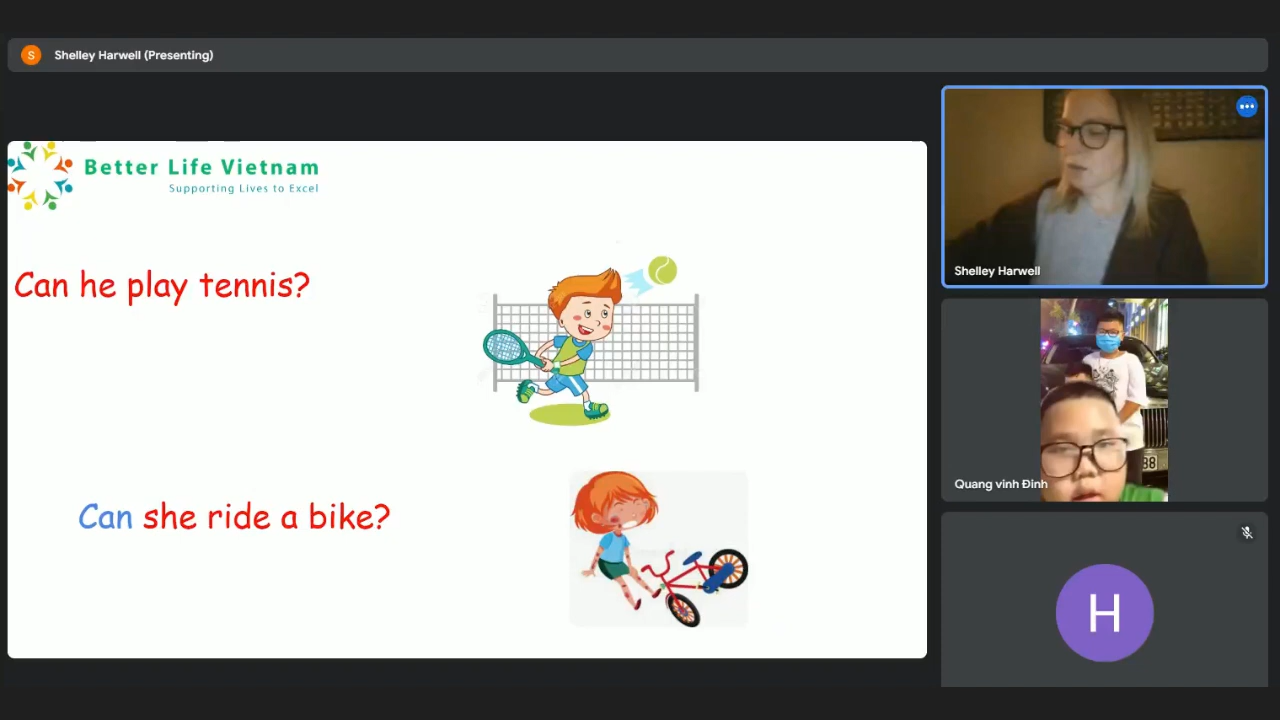 S
Shelley Harwell (Presenting)
Better Life Vietnam
Supporting Lives to Excel
Can he play tennis?
Can she ride a bike?
Shelley Harwell
88
Quang vinh Đinh
H